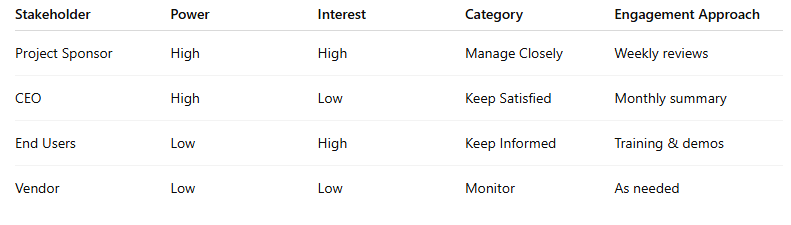 Stakeholder Power Interest Category Engagement Approach
Project Sponsor High High Manage Closely Weekly reviews
CEO High Low Keep Satisfied Monthly summary
End Users Low High Keep Informed Training & demos
Vendor Low Low Monitor As needed